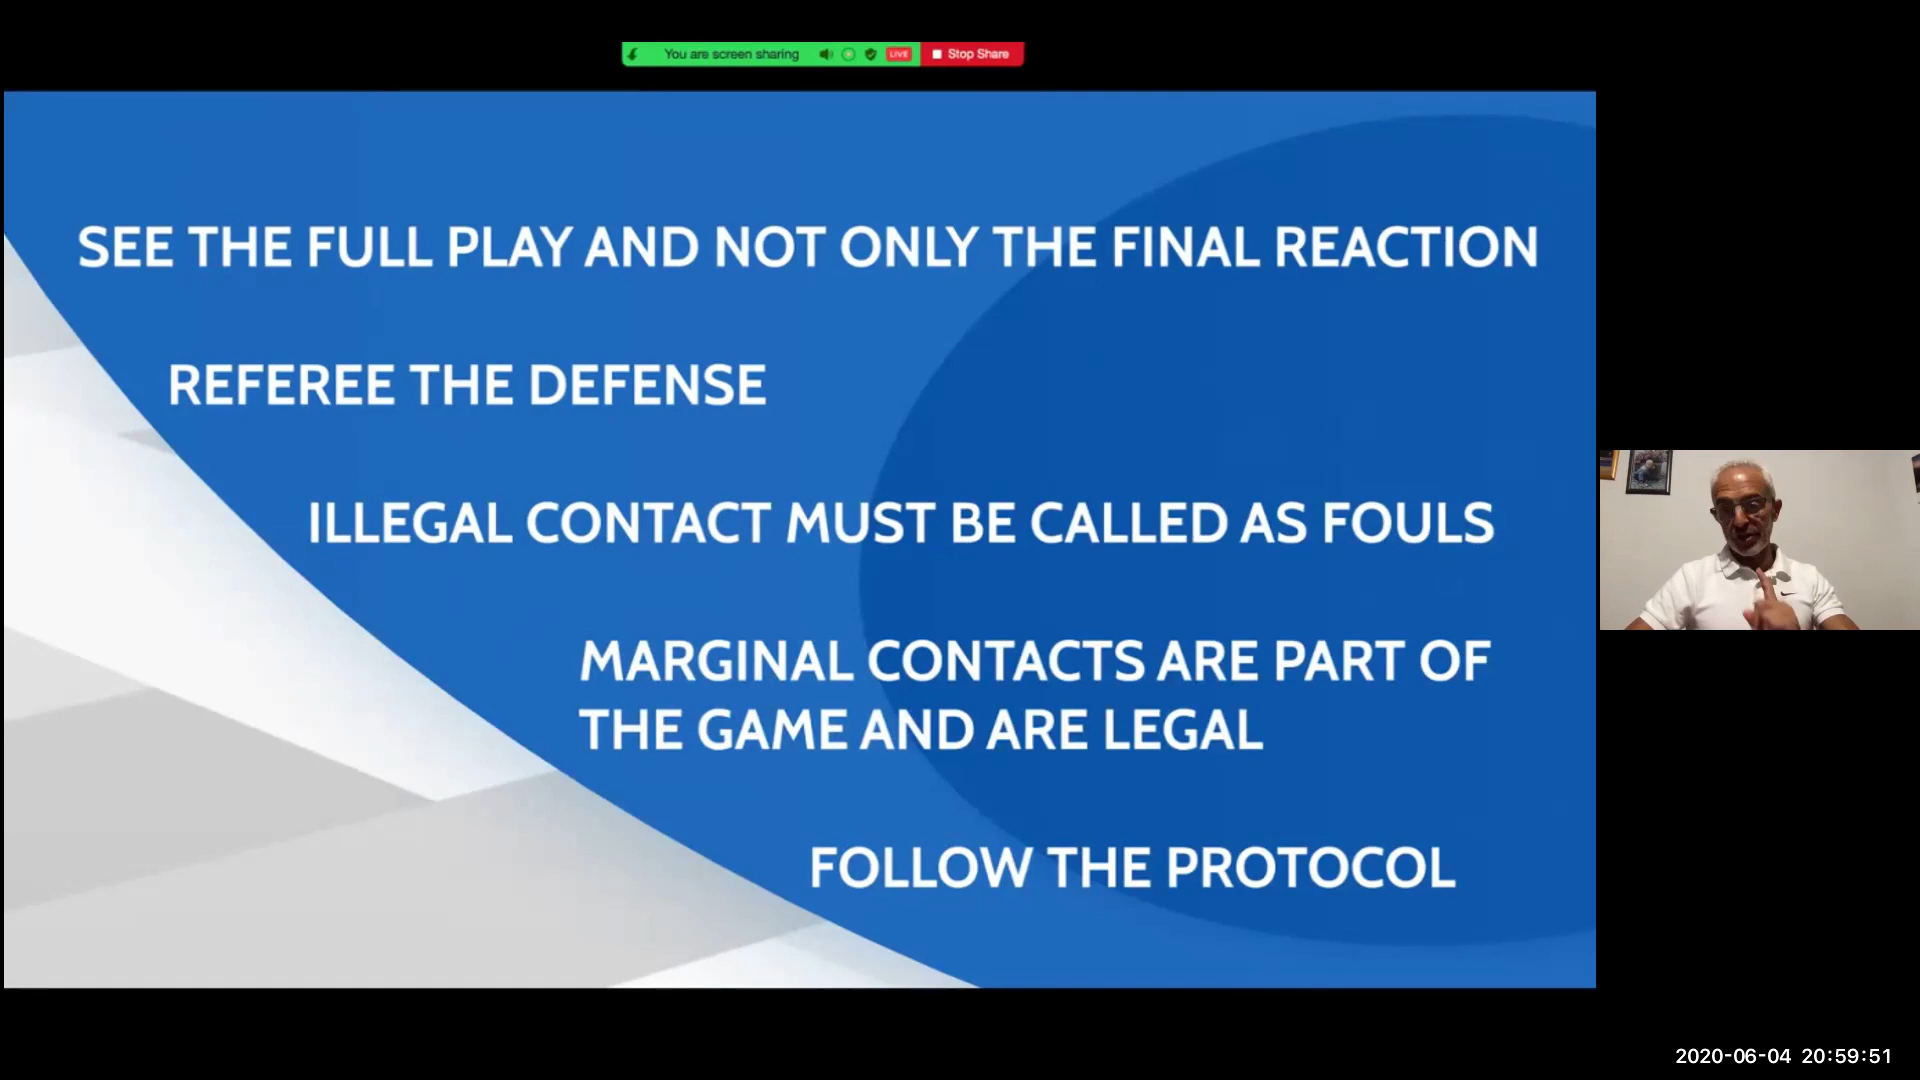 You are screen sharing LIVE Stop Share
SEE THE FULL PLAY AND NOT ONLY THE FINAL REACTION
REFEREE THE DEFENSE
ILLEGAL CONTACT MUST BE CALLED AS FOULS
MARGINAL CONTACTS ARE PART OF
THE GAME AND ARE LEGAL
FOLLOW THE PROTOCOL
2020-06-04 20:59:51